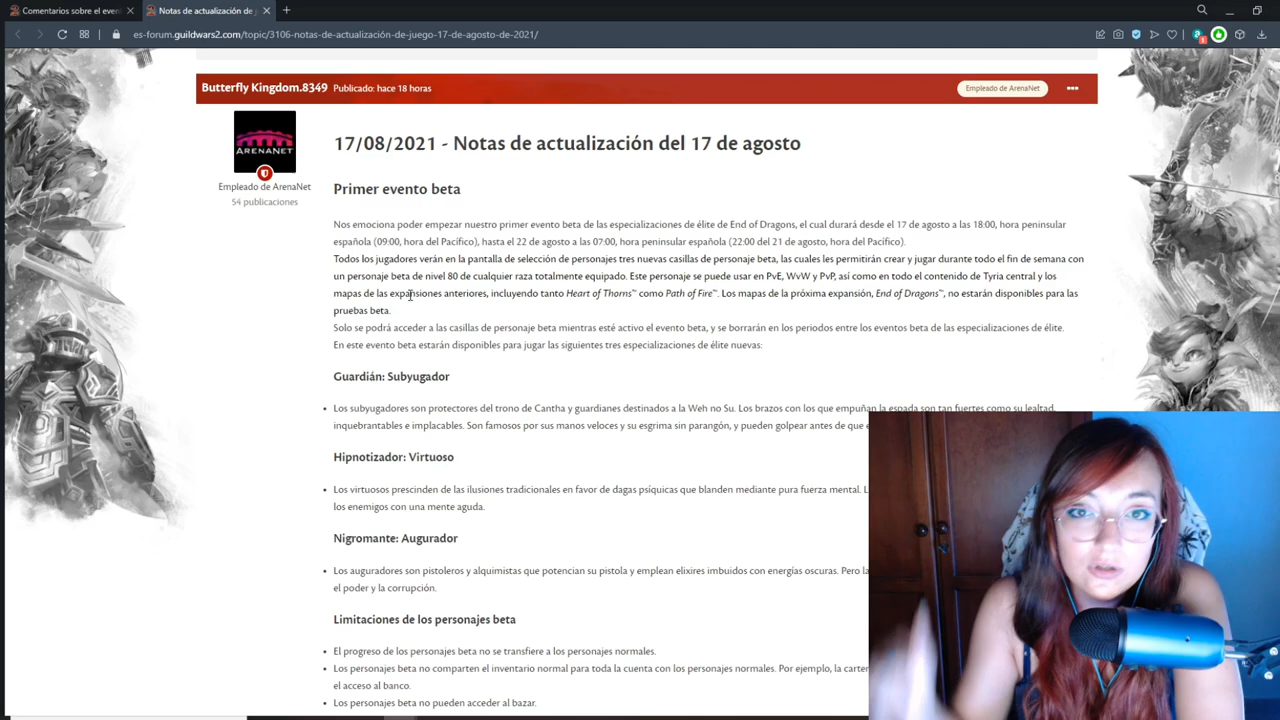 Comentarios sobre el even
Notas de actualización de j
es-forum.guildwars2.com/topic/3106-notas-de-actualización-de-juego-17-de-agosto-de-2021/
Butterfly Kingdom.8349 Publicado: hace 18 horas
Empleado de ArenaNet
ARENANET
Empleado de ArenaNet
54 publicaciones
17/08/2021 - Notas de actualización del 17 de agosto
Primer evento beta
Nos emociona poder empezar nuestro primer evento beta de las especializaciones de élite de End of Dragons, el cual durará desde el 17 de agosto a las 18:00, hora peninsular
española (09:00, hora del Pacífico), hasta el 22 de agosto a las 07:00, hora peninsular española (22:00 del 21 de agosto, hora del Pacífico).
Todos los jugadores verán en la pantalla de selección de personajes tres nuevas casillas de personaje beta, las cuales les permitirán crear y jugar durante todo el fin de semana con
un personaje beta de nivel 80 de cualquier raza totalmente equipado. Este personaje se puede usar en PvE, WvW y PvP, así como en todo el contenido de Tyria central y los
mapas de las expansiones anteriores, incluyendo tanto Heart of Thorns™ como Path of Fire™. Los mapas de la próxima expansión, End of Dragons™, no estarán disponibles para las
pruebas beta.
Solo se podrá acceder a las casillas de personaje beta mientras esté activo el evento beta, y se borrarán en los periodos entre los eventos beta de las especializaciones de élite.
En este evento beta estarán disponibles para jugar las siguientes tres especializaciones de élite nuevas:
Guardián: Subyugador
• Los subyugadores son protectores del trono de Cantha y guardianes destinados a la Weh no Su. Los brazos con los que empuñan la espada son tan fuertes como su lealtad,
inquebrantables e implacables. Son famosos por sus manos veloces y su esgrima sin parangón, y pueden golpear antes de que e
Hipnotizador: Virtuoso
• Los virtuosos prescinden de las ilusiones tradicionales en favor de dagas psíquicas que blanden mediante pura fuerza mental. L
los enemigos con una mente aguda.
Nigromante: Augurador
• Los auguradores son pistoleros y alquimistas que potencian su pistola y emplean elixires imbuidos con energías oscuras. Pero la
el poder y la corrupción.
Limitaciones de los personajes beta
• El progreso de los personajes beta no se transfiere a los personajes normales.
• Los personajes beta no comparten el inventario normal para toda la cuenta con los personajes normales. Por ejemplo, la carter
el acceso al banco.
• Los personajes beta no pueden acceder al bazar.